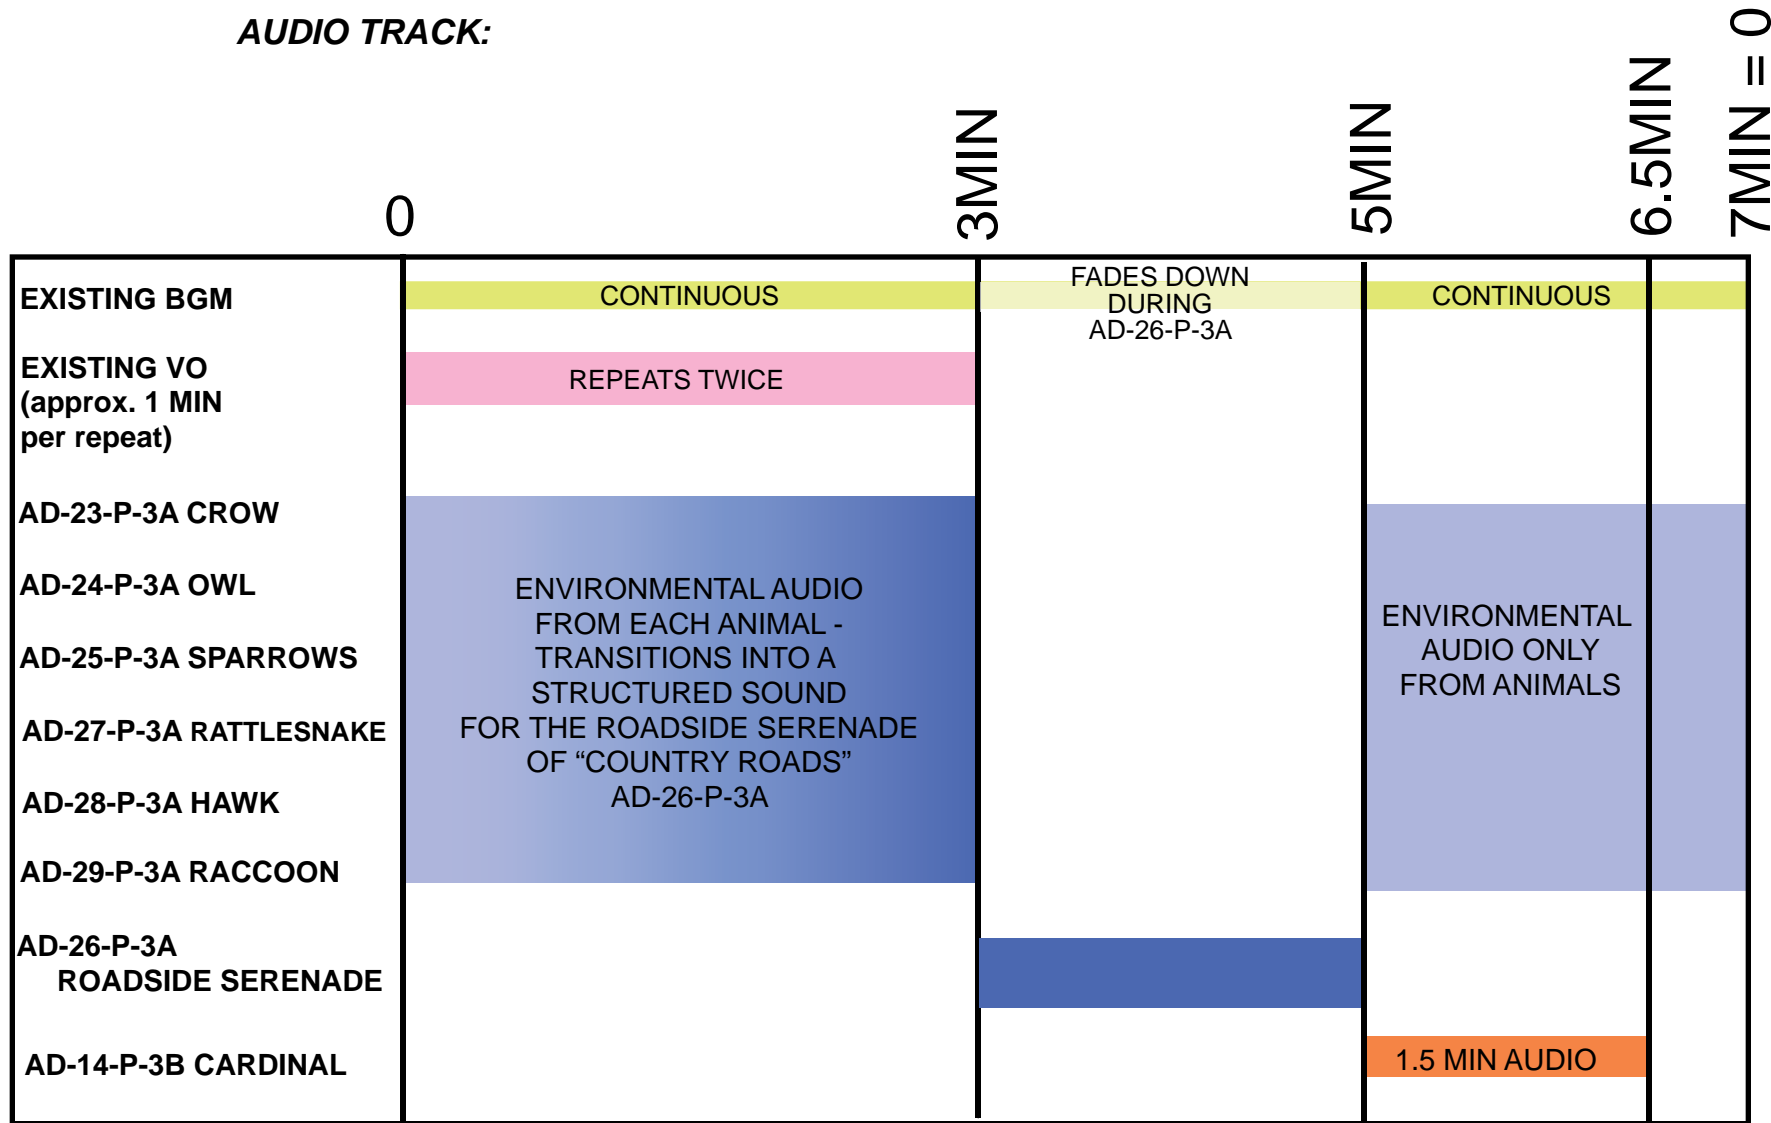 AUDIO TRACK:
0
3MIN
5MIN
6.5MIN
7MIN = 0
EXISTING BGM
CONTINUOUS
FADES DOWN
DURING
AD-26-P-3A
CONTINUOUS
EXISTING VO
(approx. 1 MIN
per repeat)
REPEATS TWICE
AD-23-P-3A CROW
AD-24-P-3A OWL
AD-25-P-3A SPARROWS
AD-27-P-3A RATTLESNAKE
AD-28-P-3A HAWK
AD-29-P-3A RACCOON
ENVIRONMENTAL AUDIO
FROM EACH ANIMAL -
TRANSITIONS INTO A
STRUCTURED SOUND
FOR THE ROADSIDE SERENADE
OF “COUNTRY ROADS”
AD-26-P-3A
ENVIRONMENTAL
AUDIO ONLY
FROM ANIMALS
AD-26-P-3A
ROADSIDE SERENADE
AD-14-P-3B CARDINAL
1.5 MIN AUDIO